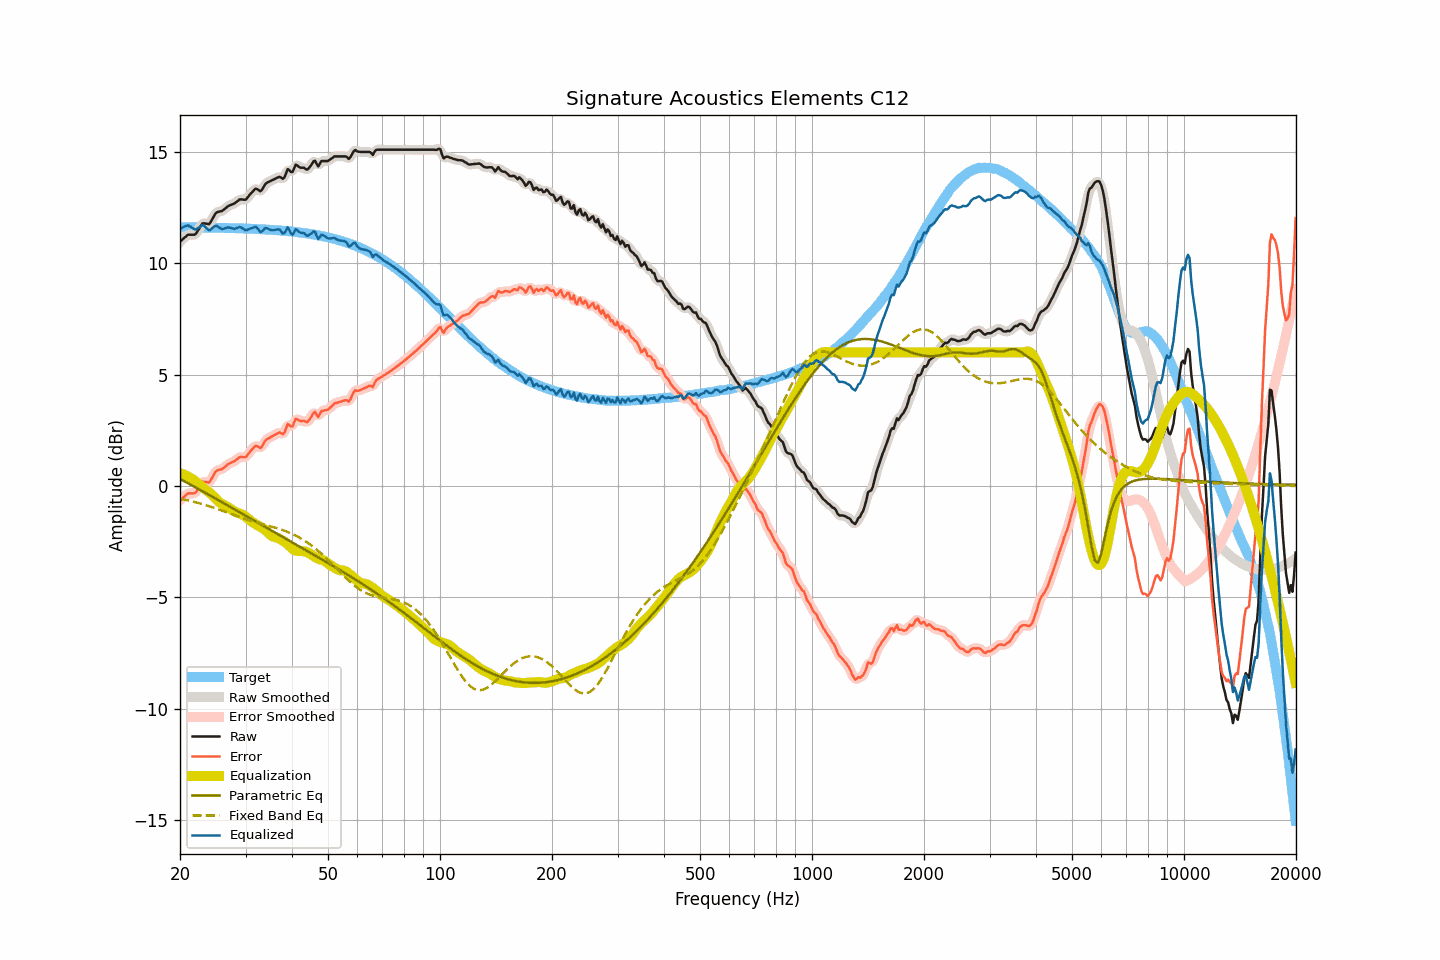 Signature Acoustics Elements C12
15
10
5
0
−5
−10
−15
Amplitude (dBr)
Target
Raw Smoothed
Error Smoothed
Raw
Error
Equalization
Parametric Eq
Fixed Band Eq
Equalized
20 50 100 200 500 1000 2000 5000 10000 20000
Frequency (Hz)